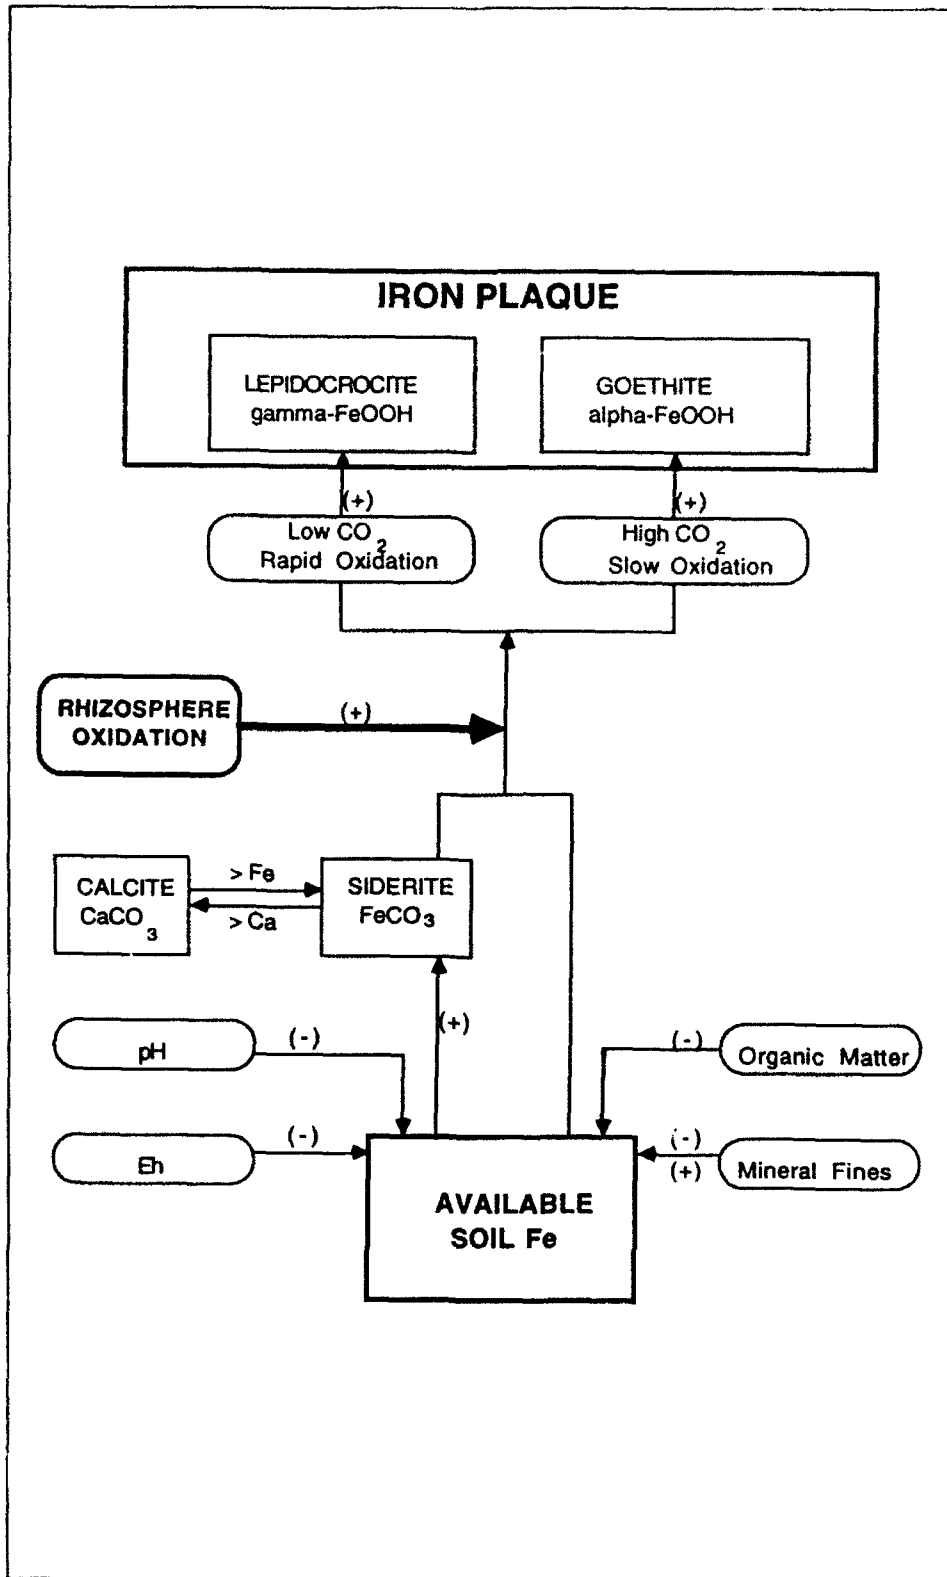 IRON PLAQUE
LEPIDOCROCITE
gamma-FeOOH
GOETHITE
alpha-FeOOH
(+)
(+)
Low CO2
Rapid Oxidation
High CO2
Slow Oxidation
RHIZOSPHERE
OXIDATION
(+)
CALCITE
CaCO3
> Fe
> Ca
SIDERITE
FeCO3
(+)
pH
(-)
(-)
Organic Matter
Eh
(-)
(-)
(+)
Mineral Fines
AVAILABLE
SOIL Fe